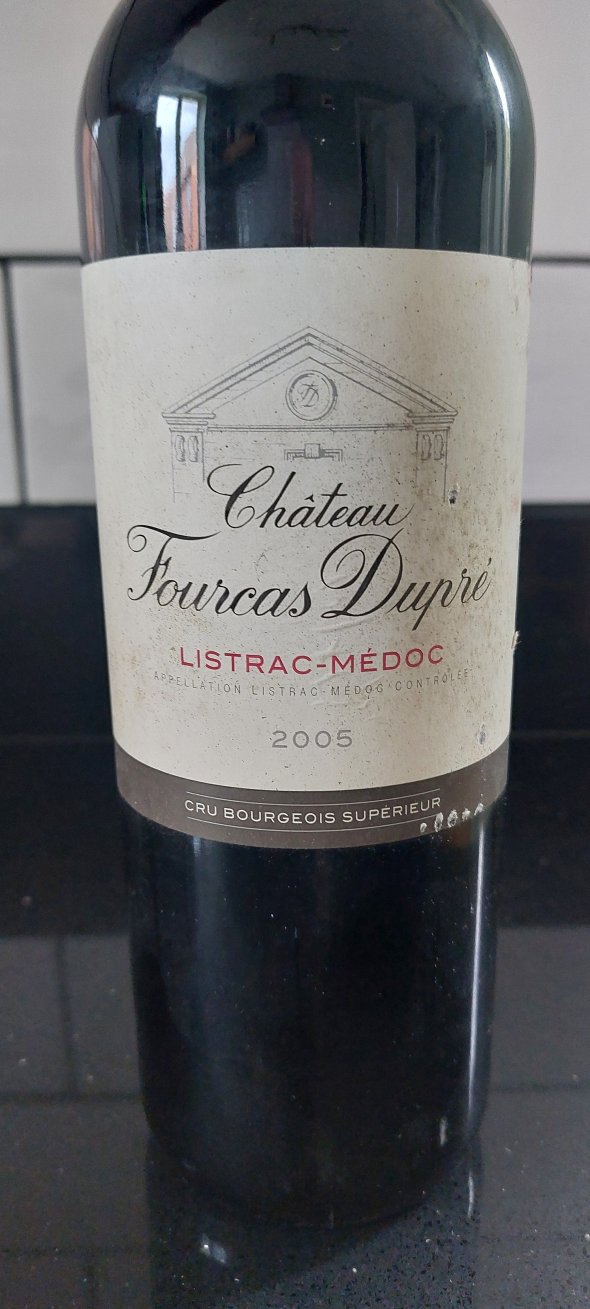 Château
Fourcas Dupré
LISTRAC-MÉDOC
APPELLATION LISTRAC-MÉDOC CONTRÔLÉE
2005
CRU BOURGEOIS SUPÉRIEUR